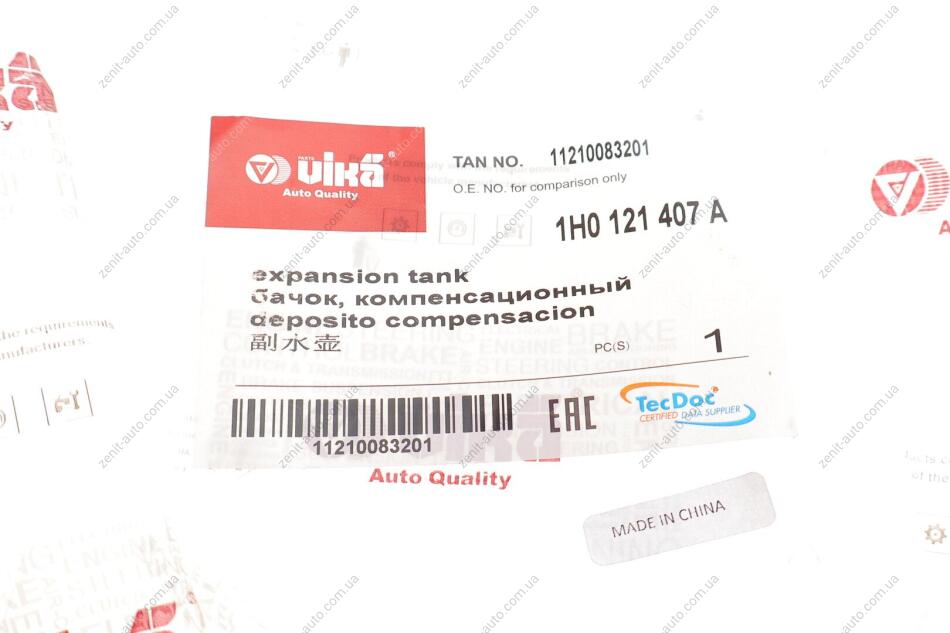 PARTS
vika
Auto Quality
TAN NO. 11210083201
O.E. NO. for comparison only
1H0 121 407 A
expansion tank
бачок, компенсационный
deposito compensacion
副水壶
PC(S) 1
11210083201
EAC
TecDoc
CERTIFIED DATA SUPPLIER
Auto Quality
MADE IN CHINA
zenit-auto.com.ua